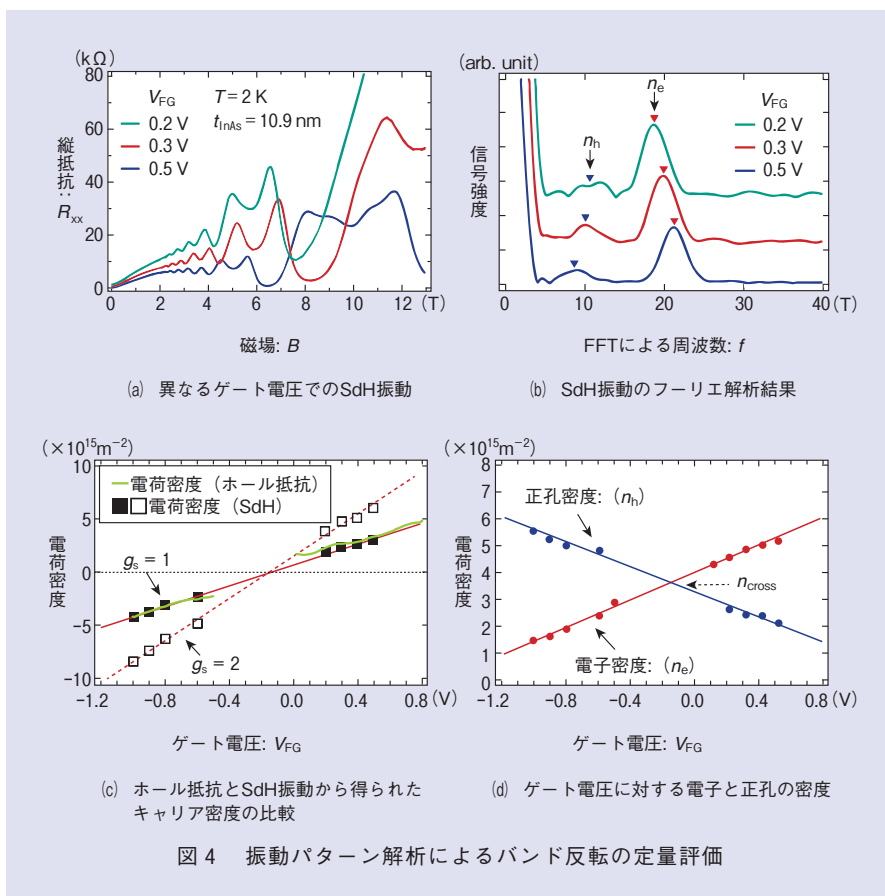 (kΩ)
80
60
40
20
0
縦抵抗: Rxx
VFG
0.2 V
0.3 V
0.5 V
T＝2 K
tInAs＝10.9 nm
0 2 4 6 8 10 12 (T)
磁場: B
(a) 異なるゲート電圧でのSdH振動
(arb. unit)
信号強度
ne
nh
VFG
0.2 V
0.3 V
0.5 V
0 10 20 30 40 (T)
FFTによる周波数: f
(b) SdH振動のフーリエ解析結果
(×10¹⁵m⁻²)
10
5
0
−5
−10
電荷密度
電荷密度（ホール抵抗）
電荷密度（SdH）
gs = 1
gs = 2
−1.2 −0.8 −0.4 0.0 0.4 0.8 (V)
ゲート電圧: VFG
(c) ホール抵抗とSdH振動から得られた
キャリア密度の比較
(×10¹⁵m⁻²)
8
7
6
5
4
3
2
1
0
電荷密度
正孔密度:（nh）
ncross
電子密度:（ne）
−1.2 −0.8 −0.4 0.0 0.4 0.8 (V)
ゲート電圧: VFG
(d) ゲート電圧に対する電子と正孔の密度
図4 振動パターン解析によるバンド反転の定量評価